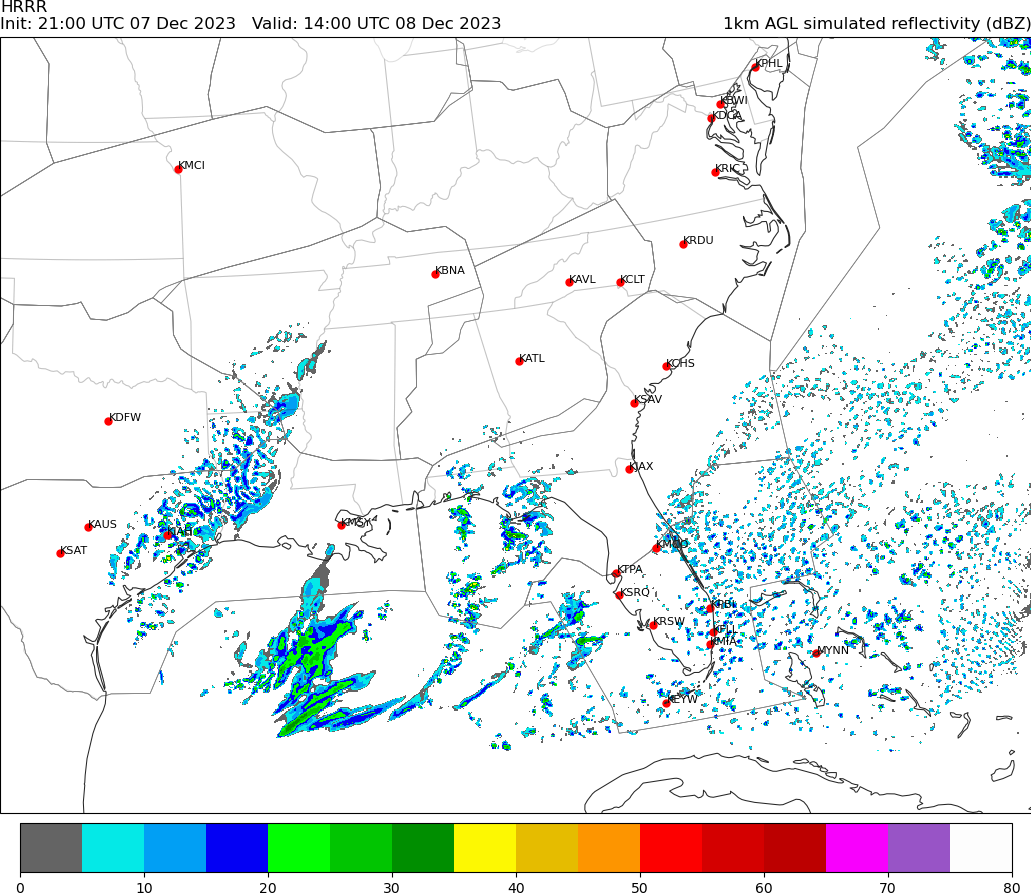 HRRR
Init: 21:00 UTC 07 Dec 2023 Valid: 14:00 UTC 08 Dec 2023 1km AGL simulated reflectivity (dBZ)
KPHL
KBWI
KDCA
KMCI
KRIC
KRDU
KBNA
KAVL KCLT
KATL
KCHS
KSAV
KDFW
KJAX
KMSY
KAUS
KIAH
KMCO
KSAT
KTPA
KSRQ
KPBI
KRSW
KFLL
KMIA
MYNN
KEYW
0 10 20 30 40 50 60 70 80